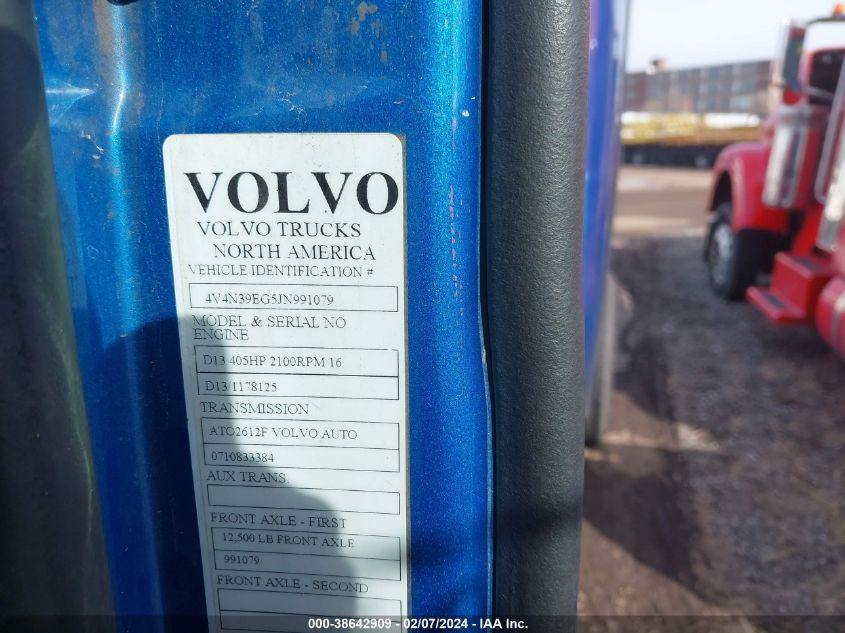 VOLVO
VOLVO TRUCKS
NORTH AMERICA
VEHICLE IDENTIFICATION #
4V4N39EG5JN991079
MODEL & SERIAL NO
ENGINE
D13 405HP 2100RPM 16
D13 1178125
TRANSMISSION
ATO2612F VOLVO AUTO
0710833384
AUX TRANS.
FRONT AXLE - FIRST
12,500 LB FRONT AXLE
991079
FRONT AXLE - SECOND
000-38642909 - 02/07/2024 - IAA Inc.